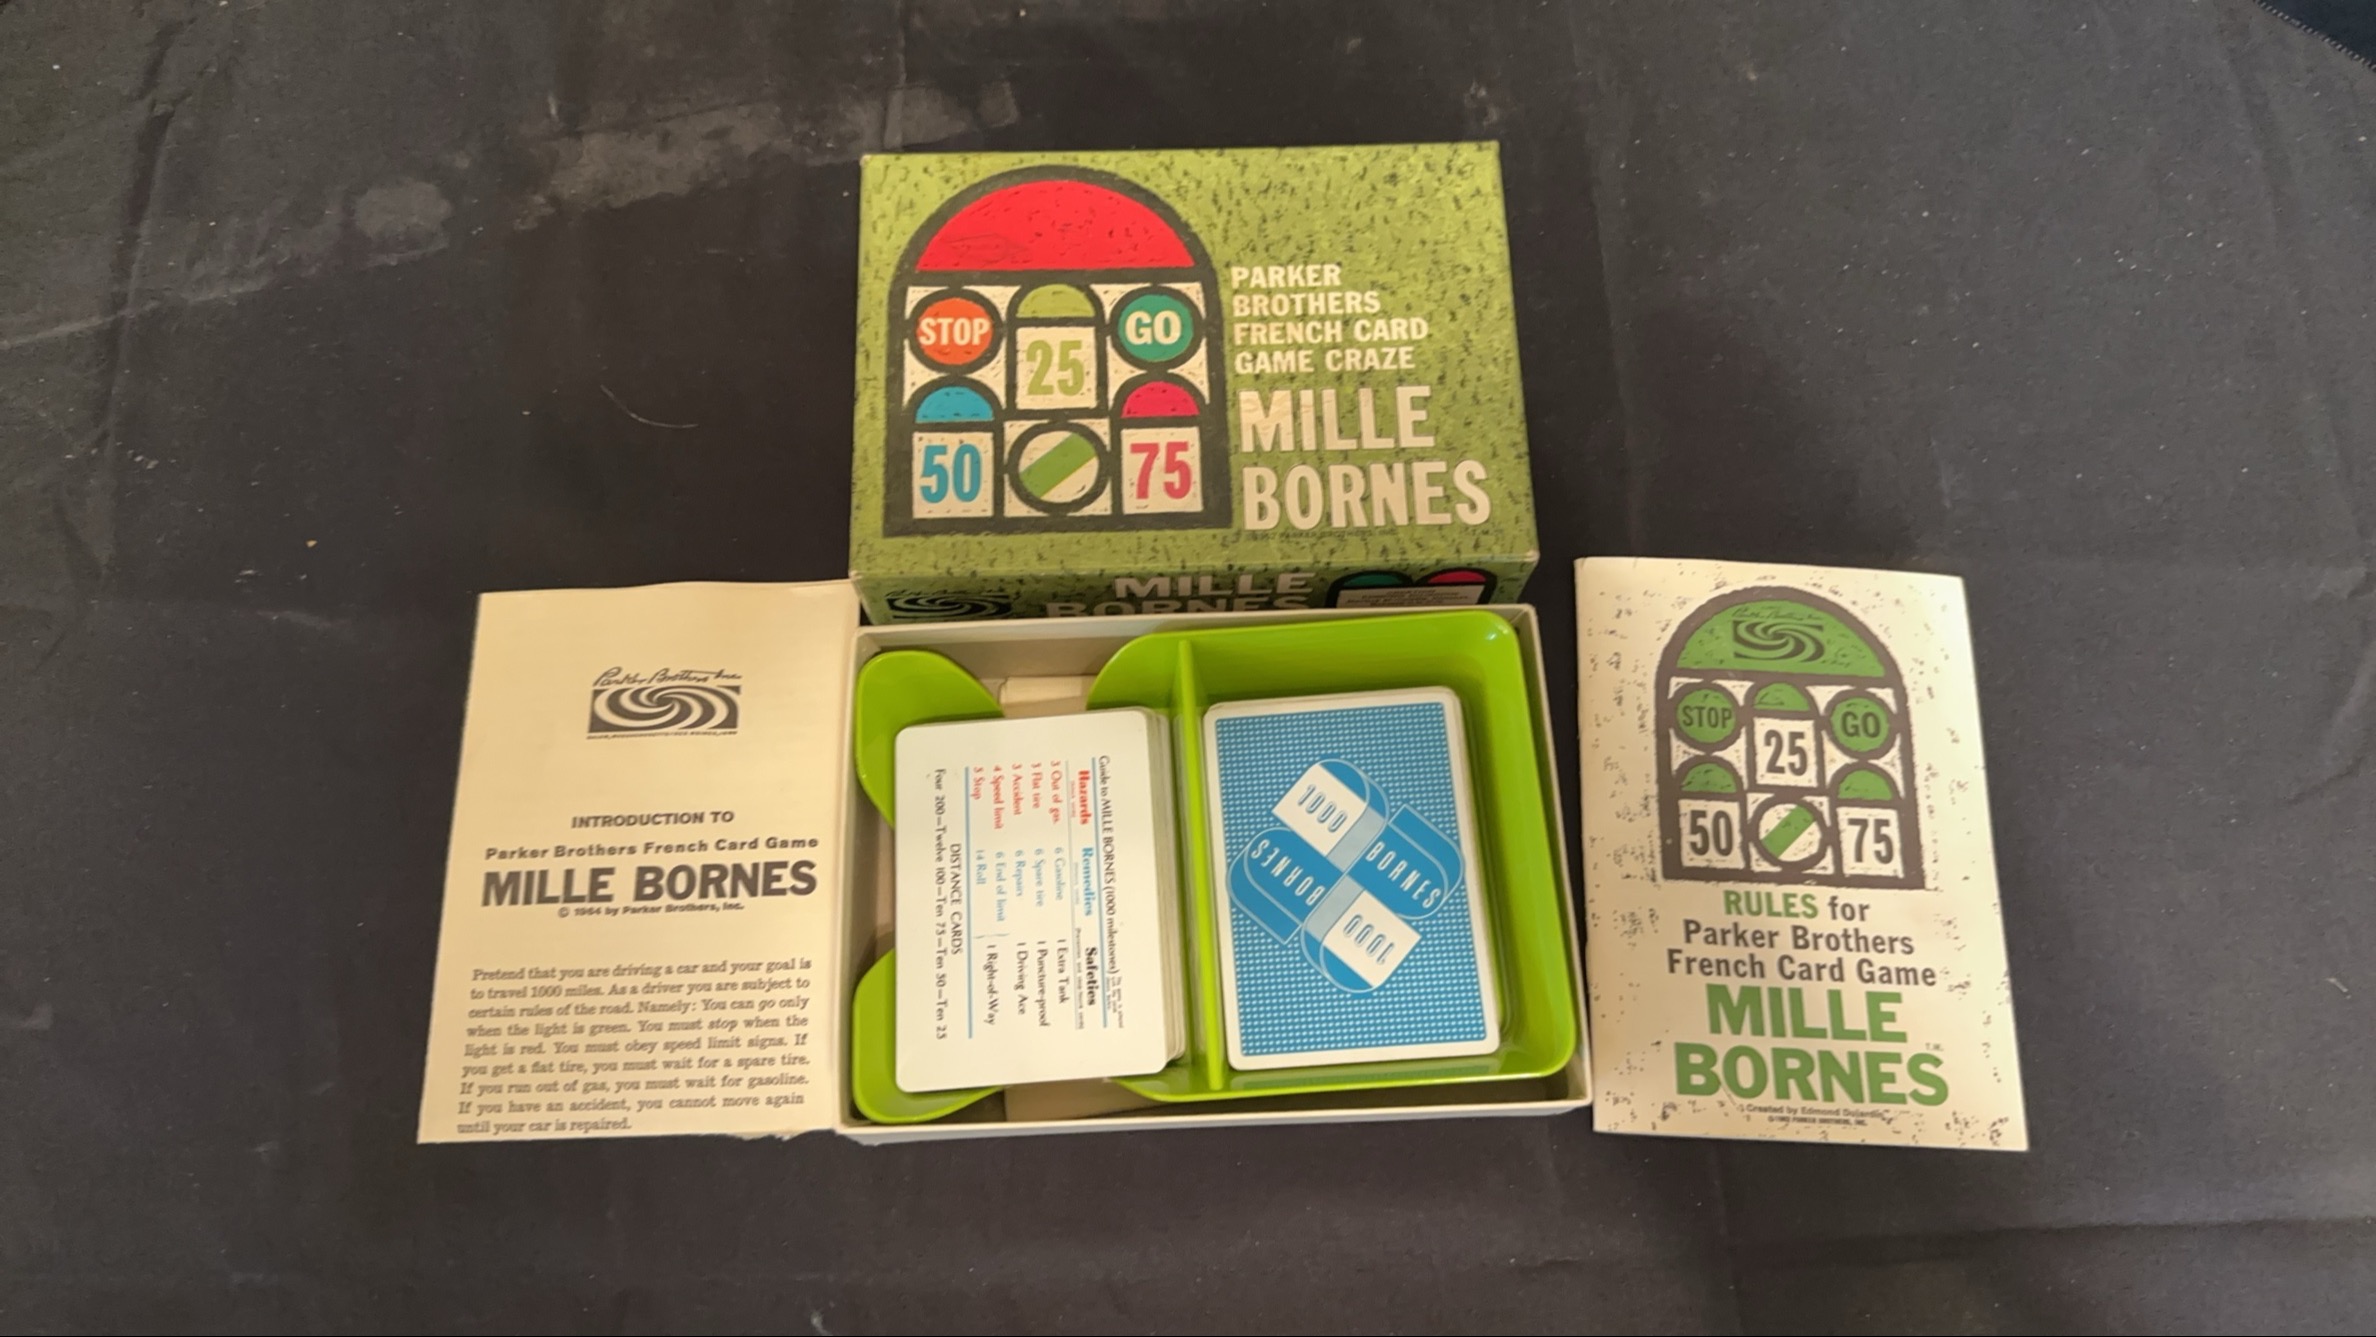 STOP
25
GO
50
75
PARKER
BROTHERS
FRENCH CARD
GAME CRAZE
MILLE
BORNES
MILLE
BORNES
Parker Brothers Inc.
INTRODUCTION TO
Parker Brothers French Card Game
MILLE BORNES
© 1964 by Parker Brothers, Inc.
Pretend that you are driving a car and your goal is
to travel 1000 miles. As a driver you are subject to
certain rules of the road. Namely: You can go only
when the light is green. You must stop when the
light is red. You must obey speed limit signs. If
you get a flat tire, you must wait for a spare tire.
If you run out of gas, you must wait for gasoline.
If you have an accident, you cannot move again
until your car is repaired.
Guide to MILLE BORNES (1000 milestones)
Hazards Remedies Safeties
3 Out of gas 6 Gasoline 1 Extra Tank
3 Flat tire 6 Spare tire 1 Puncture-proof
3 Accident 6 Repairs 1 Driving Ace
4 Speed limit 6 End of limit
5 Stop 14 Roll
1 Right-of-Way
DISTANCE CARDS
Four 200—Twelve 100—Ten 75—Ten 50—Ten 25
1000
BORNES
BORNES
1000
STOP
25
GO
50
75
RULES for
Parker Brothers
French Card Game
MILLE
BORNES
T.M.
Created by Edmond Dujardin
PARKER BROTHERS, INC.